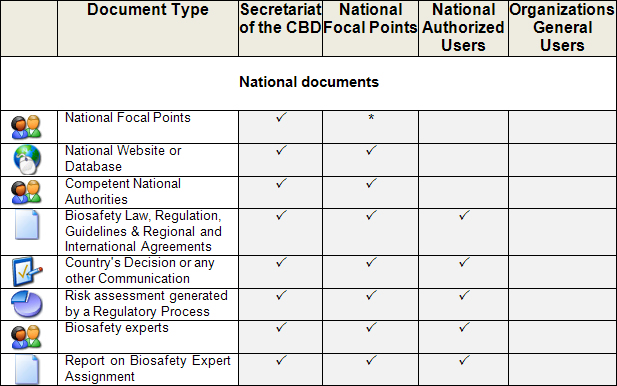 Document Type
Secretariat
of the CBD
National
Focal Points
National
Authorized
Users
Organizations
General
Users
National documents
National Focal Points ✓ *
National Website or
Database ✓ ✓
Competent National
Authorities ✓ ✓
Biosafety Law, Regulation,
Guidelines & Regional and
International Agreements ✓ ✓ ✓
Country's Decision or any
other Communication ✓ ✓ ✓
Risk assessment generated
by a Regulatory Process ✓ ✓ ✓
Biosafety experts ✓ ✓ ✓
Report on Biosafety Expert
Assignment ✓ ✓ ✓